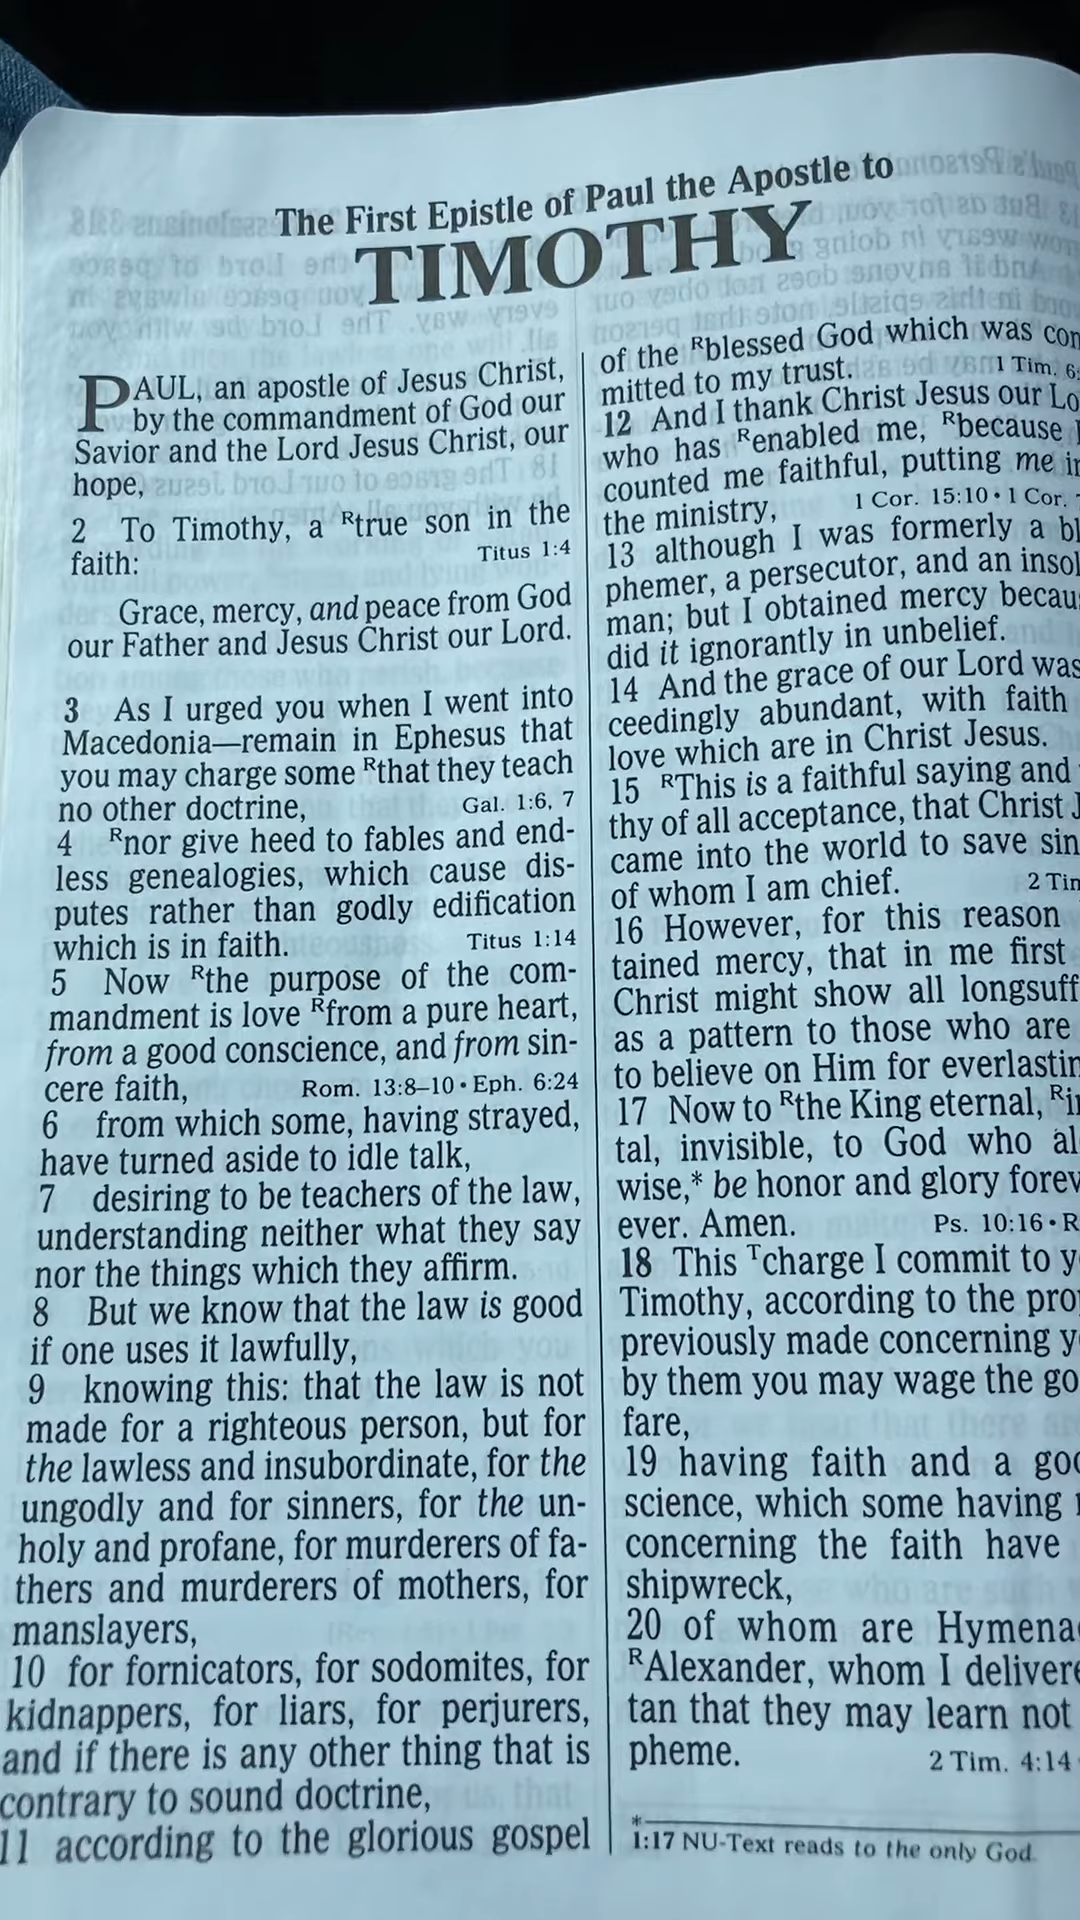 The First Epistle of Paul the Apostle to
TIMOTHY
PAUL, an apostle of Jesus Christ,
by the commandment of God our
Savior and the Lord Jesus Christ, our
hope,
2 To Timothy, a Rtrue son in the
faith: Titus 1:4
Grace, mercy, and peace from God
our Father and Jesus Christ our Lord.
3 As I urged you when I went into
Macedonia—remain in Ephesus that
you may charge some Rthat they teach
no other doctrine, Gal. 1:6, 7
4 Rnor give heed to fables and end-
less genealogies, which cause dis-
putes rather than godly edification
which is in faith. Titus 1:14
5 Now Rthe purpose of the com-
mandment is love Rfrom a pure heart,
from a good conscience, and from sin-
cere faith, Rom. 13:8–10 • Eph. 6:24
6 from which some, having strayed,
have turned aside to idle talk,
7 desiring to be teachers of the law,
understanding neither what they say
nor the things which they affirm.
8 But we know that the law is good
if one uses it lawfully,
9 knowing this: that the law is not
made for a righteous person, but for
the lawless and insubordinate, for the
ungodly and for sinners, for the un-
holy and profane, for murderers of fa-
thers and murderers of mothers, for
manslayers,
10 for fornicators, for sodomites, for
kidnappers, for liars, for perjurers,
and if there is any other thing that is
contrary to sound doctrine,
11 according to the glorious gospel
of the Rblessed God which was com
mitted to my trust. 1 Tim. 6:
12 And I thank Christ Jesus our Lo
who has Renabled me, Rbecause
counted me faithful, putting me in
the ministry, 1 Cor. 15:10 • 1 Cor.
13 although I was formerly a bl
phemer, a persecutor, and an insol
man; but I obtained mercy becau
did it ignorantly in unbelief.
14 And the grace of our Lord was
ceedingly abundant, with faith
love which are in Christ Jesus.
15 RThis is a faithful saying and
thy of all acceptance, that Christ J
came into the world to save sin
of whom I am chief. 2 Tim
16 However, for this reason
tained mercy, that in me first
Christ might show all longsuff
as a pattern to those who are
to believe on Him for everlastin
17 Now to Rthe King eternal, Rim
tal, invisible, to God who al
wise,* be honor and glory forev
ever. Amen. Ps. 10:16 • R
18 This Tcharge I commit to y
Timothy, according to the pro
previously made concerning y
by them you may wage the go
fare,
19 having faith and a goo
science, which some having
concerning the faith have
shipwreck,
20 of whom are Hymenae
RAlexander, whom I delivere
tan that they may learn not
pheme. 2 Tim. 4:14
*
1:17 NU-Text reads to the only God.